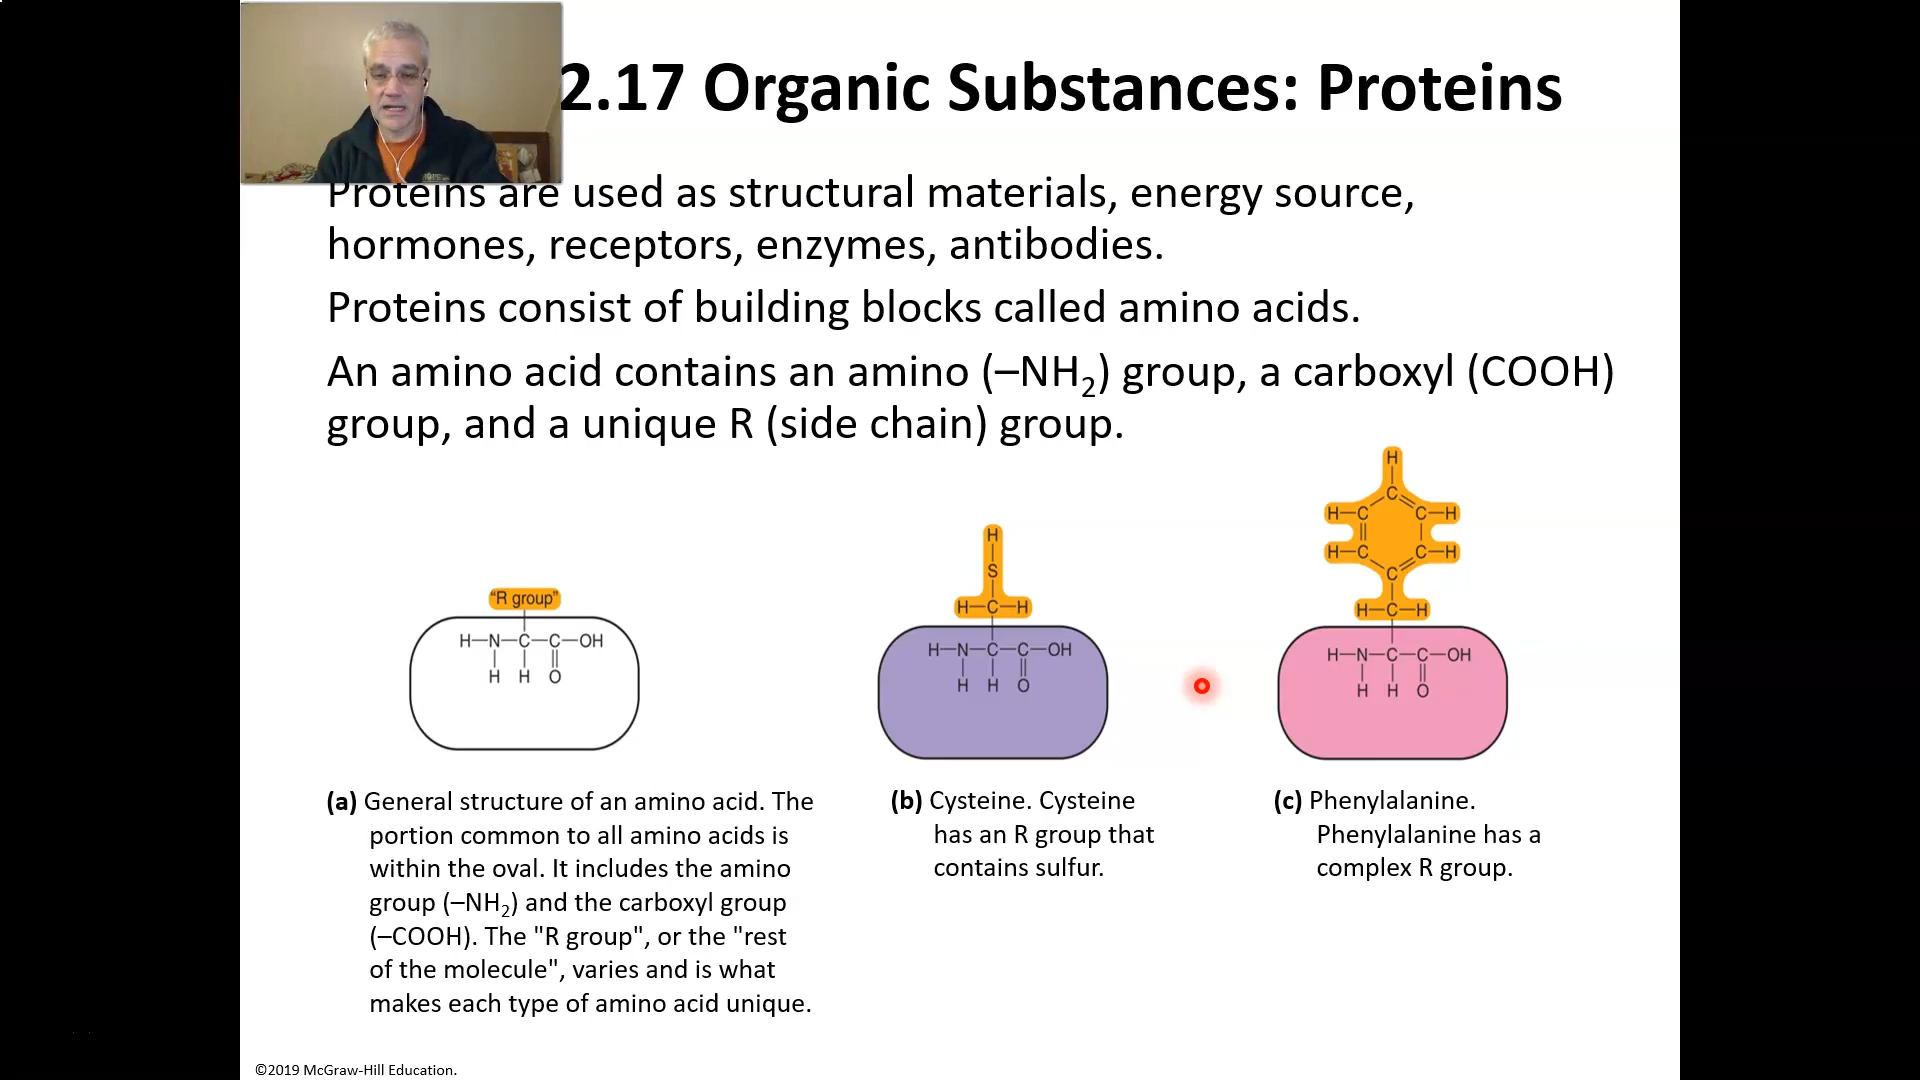 2.17 Organic Substances: Proteins
Proteins are used as structural materials, energy source,
hormones, receptors, enzymes, antibodies.
Proteins consist of building blocks called amino acids.
An amino acid contains an amino (–NH₂) group, a carboxyl (COOH)
group, and a unique R (side chain) group.
"R group"
H–N–C–C–OH
H H O
(a) General structure of an amino acid. The
portion common to all amino acids is
within the oval. It includes the amino
group (–NH₂) and the carboxyl group
(–COOH). The "R group", or the "rest
of the molecule", varies and is what
makes each type of amino acid unique.
H
S
H–C–H
H–N–C–C–OH
H H O
(b) Cysteine. Cysteine
has an R group that
contains sulfur.
H
C
H–C C–H
H–C C–H
C
H–C–H
H–N–C–C–OH
H H O
(c) Phenylalanine.
Phenylalanine has a
complex R group.
©2019 McGraw-Hill Education.